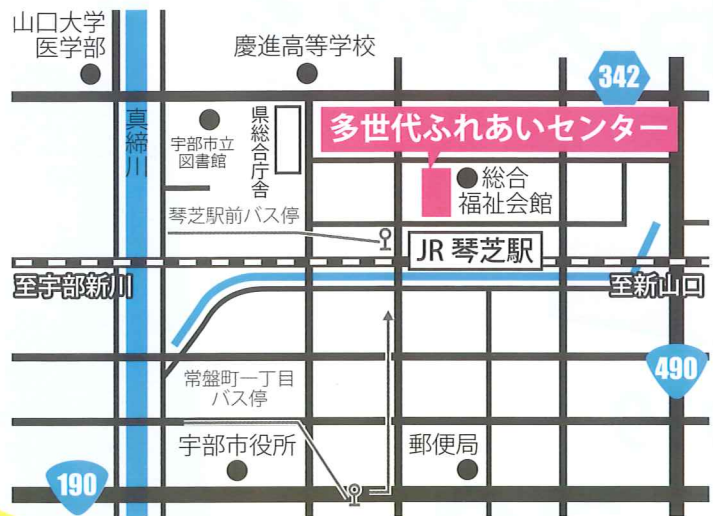 山口大学
医学部
慶進高等学校
342
真締川
宇部市立
図書館
県総合庁舎
多世代ふれあいセンター
総合
福祉会館
琴芝駅前バス停
JR 琴芝駅
至宇部新川
至新山口
常盤町一丁目
バス停
490
宇部市役所
郵便局
190